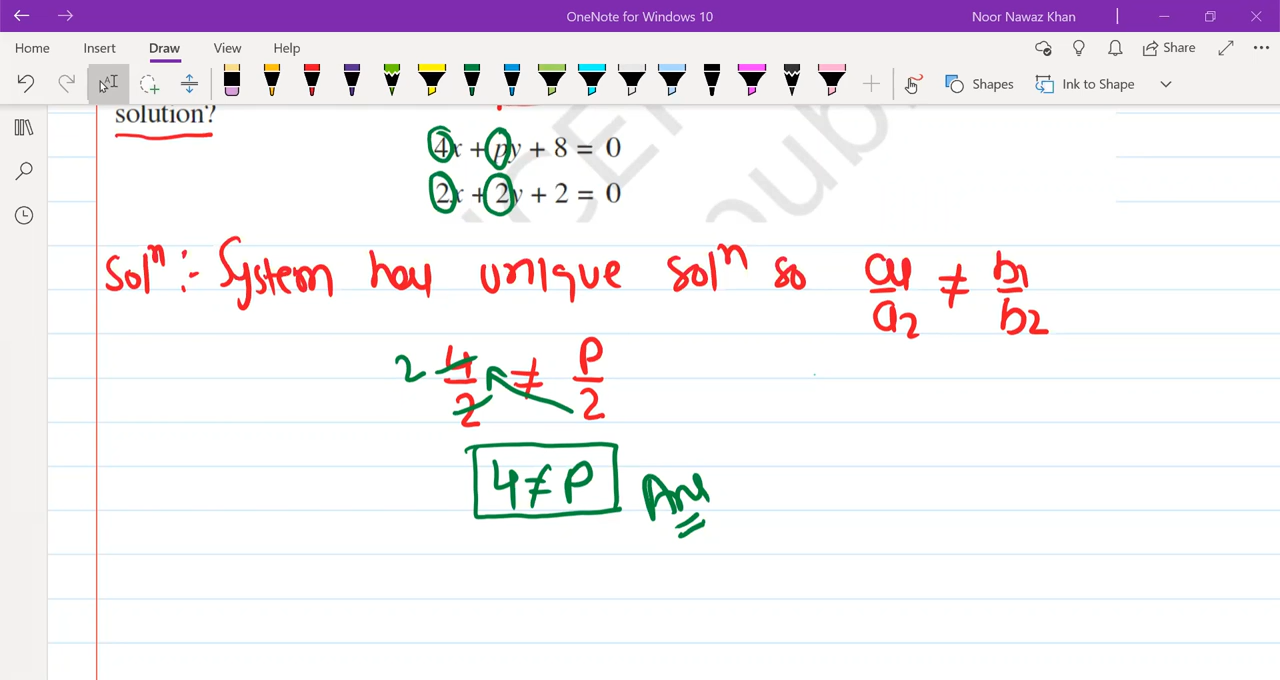 OneNote for Windows 10
Noor Nawaz Khan
Home Insert Draw View Help Share
Shapes Ink to Shape
solution?
4x + py + 8 = 0
2x + 2y + 2 = 0
Solⁿ :- System has unique solⁿ so a1/a2 ≠ b1/b2
2 4/2 ≠ P/2
4 ≠ P Ans